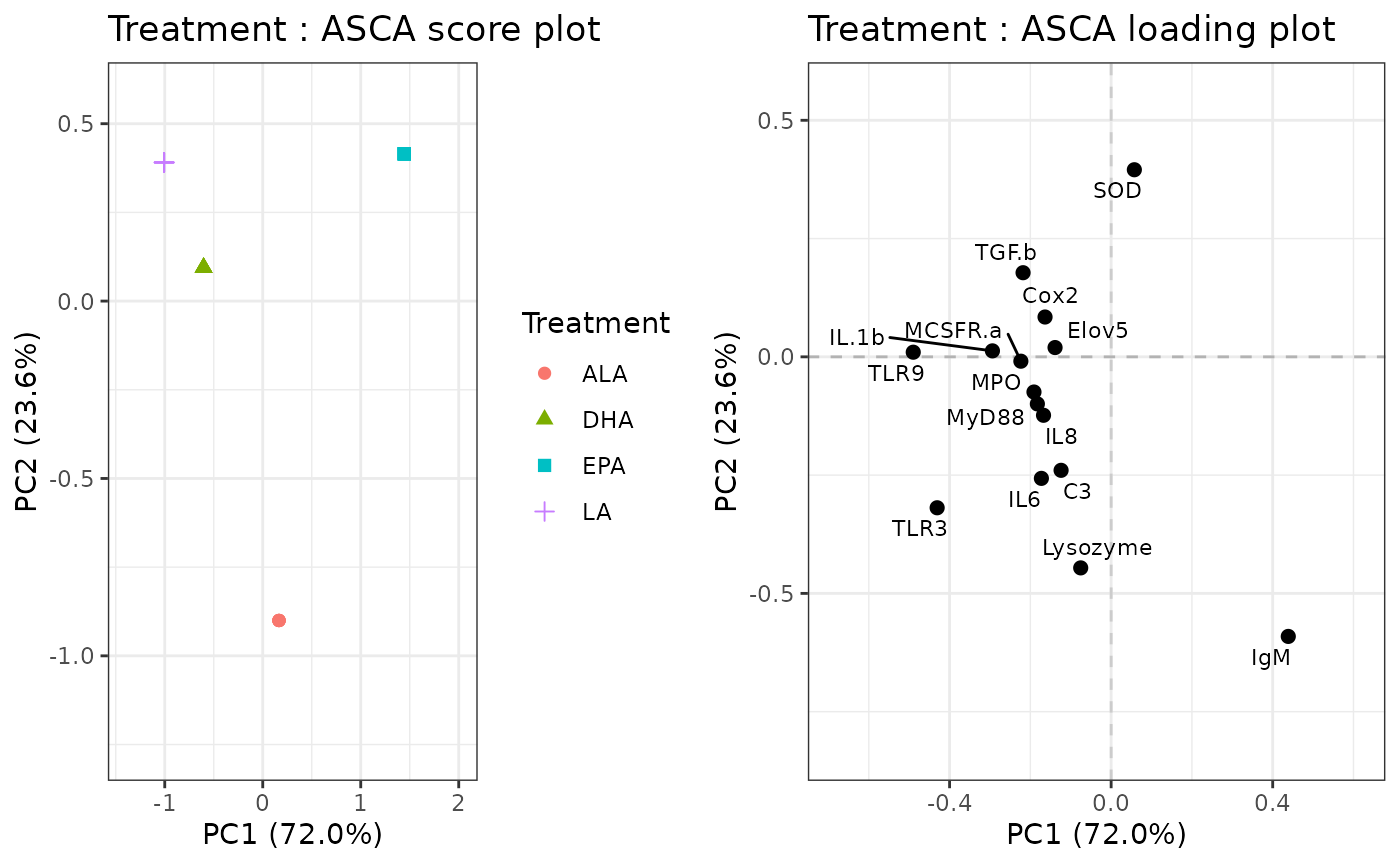 Treatment : ASCA score plot
0.5
0.0
-0.5
-1.0
-1
0
1
2
PC1 (72.0%)
PC2 (23.6%)
Treatment
ALA
DHA
EPA
LA
Treatment : ASCA loading plot
0.5
0.0
-0.5
-0.4
0.0
0.4
PC1 (72.0%)
PC2 (23.6%)
SOD
TGF.b
Cox2
IL.1b
MCSFR.a
Elov5
TLR9
MPO
MyD88
IL8
IL6
C3
TLR3
Lysozyme
IgM